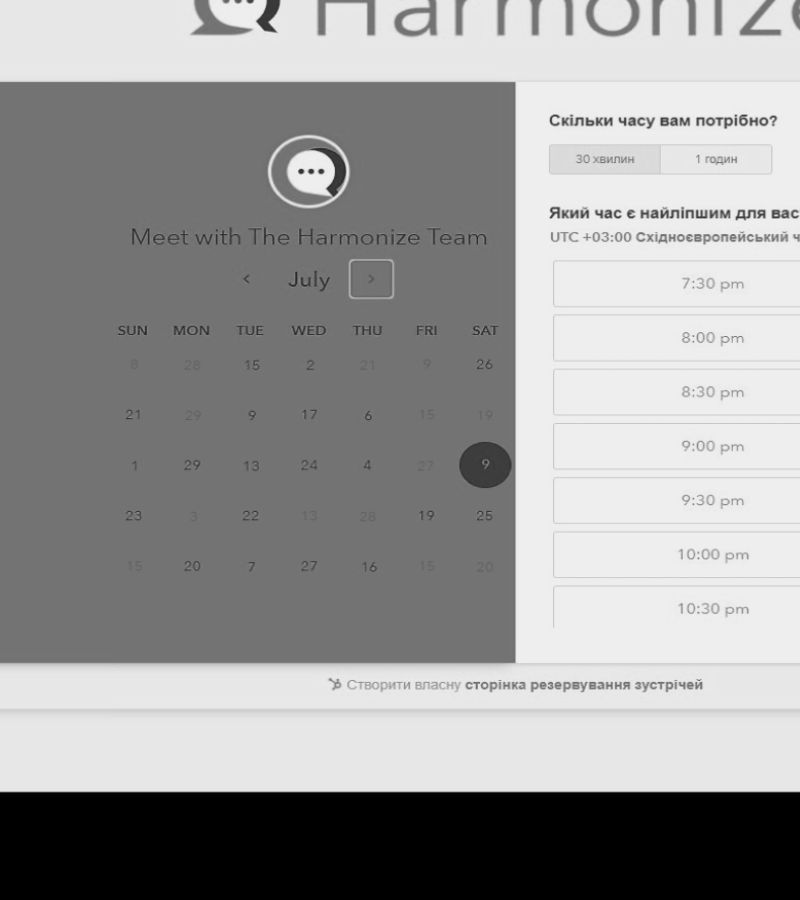 Harmonize
Meet with The Harmonize Team
July
SUN MON TUE WED THU FRI SAT
8 28 15 2 21 9 26
21 29 9 17 6 15 19
1 29 13 24 4 27 9
23 3 22 13 28 19 25
15 20 7 27 16 15 20
Скільки часу вам потрібно?
30 хвилин 1 годин
Який час є найліпшим для вас
UTC +03:00 Східноєвропейський ч
7:30 pm
8:00 pm
8:30 pm
9:00 pm
9:30 pm
10:00 pm
10:30 pm
Створити власну сторінка резервування зустрічей